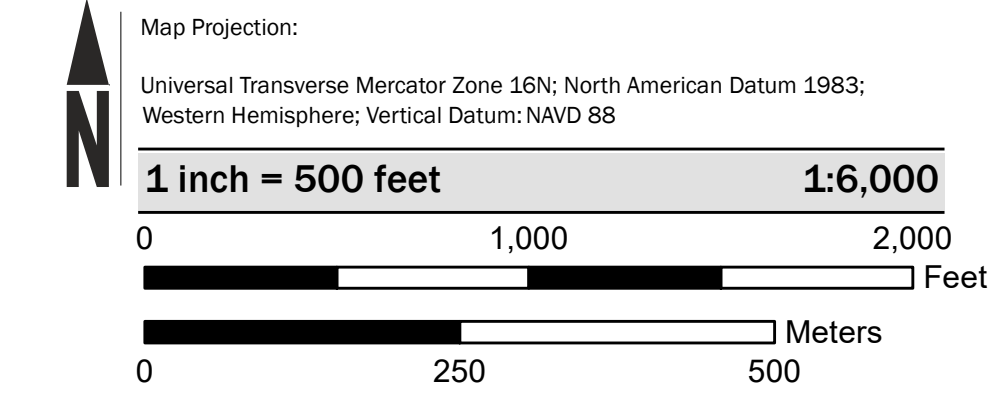 N
Map Projection:
Universal Transverse Mercator Zone 16N; North American Datum 1983;
Western Hemisphere; Vertical Datum: NAVD 88
1 inch = 500 feet 1:6,000
0 1,000 2,000
Feet
Meters
0 250 500